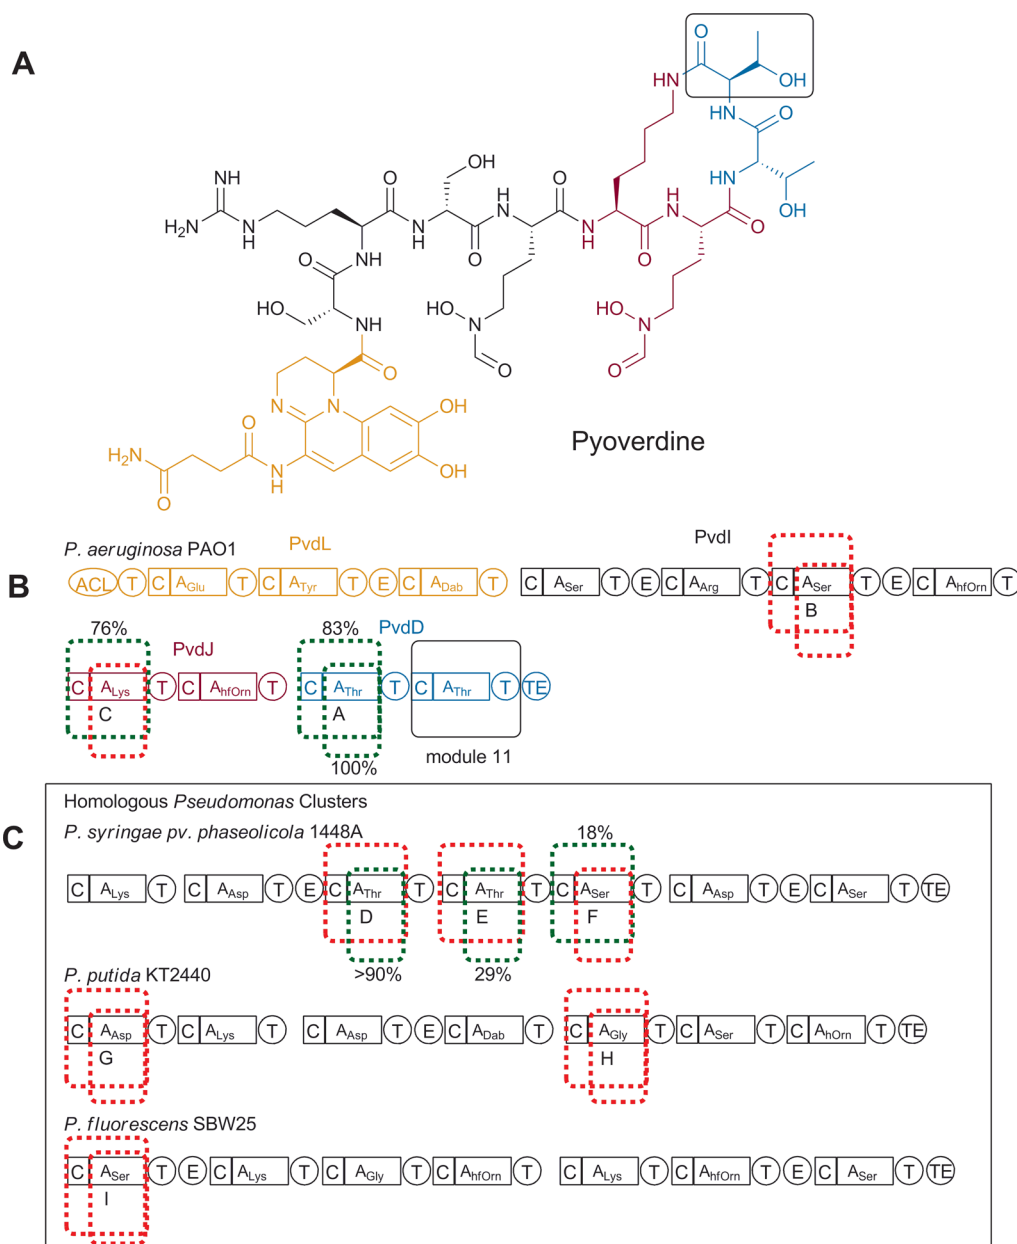 A
O
HN
OH
HN
O
NH
OH
HN
H2N
N
H
O
N
H
O
OH
N
H
O
O
N
H
O
H
N
O
O
NH
HO
N
HO
N
HO
NH
O
O
O
N
N
OH
O
Pyoverdine
H2N
N
H
OH
O
P. aeruginosa PAO1
PvdL
PvdI
B
ACL T C AGlu T C ATyr T E C ADab T C ASer T E C AArg T C ASer T E C AhfOrn T
B
76%
83%
PvdD
PvdJ
C ALys T C AhfOrn T C AThr T C AThr T TE
C
A
100%
module 11
Homologous Pseudomonas Clusters
C
P. syringae pv. phaseolicola 1448A
18%
C ALys T C AAsp T E C AThr T C AThr T C ASer T C AAsp T E C ASer T TE
D
E
F
P. putida KT2440
>90%
29%
C AAsp T C ALys T C AAsp T E C ADab T C AGly T C ASer T C AhOrn T TE
G
H
P. fluorescens SBW25
C ASer T E C ALys T C AGly T C AhfOrn T C ALys T C AhfOrn T E C ASer T TE
I